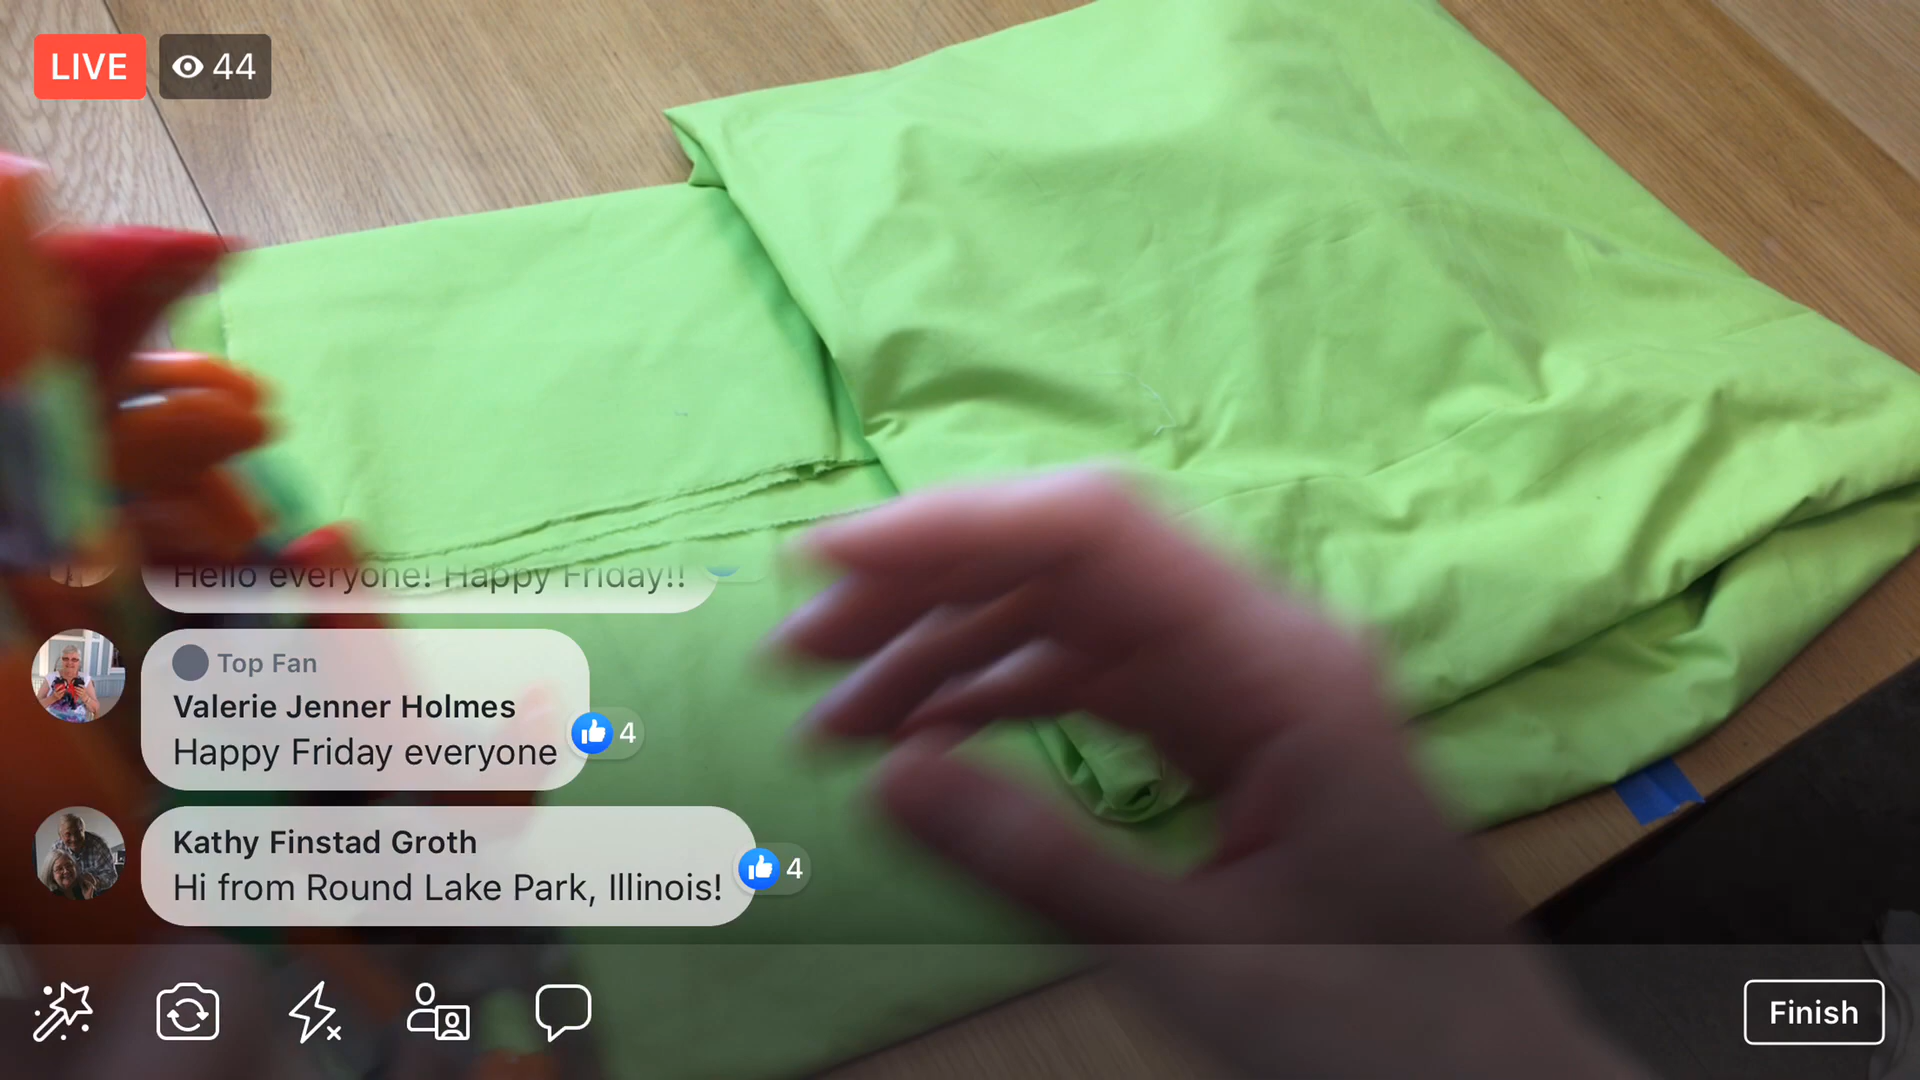 LIVE
44
Hello everyone! Happy Friday!!
Top Fan
Valerie Jenner Holmes
Happy Friday everyone
4
Kathy Finstad Groth
Hi from Round Lake Park, Illinois!
4
Finish